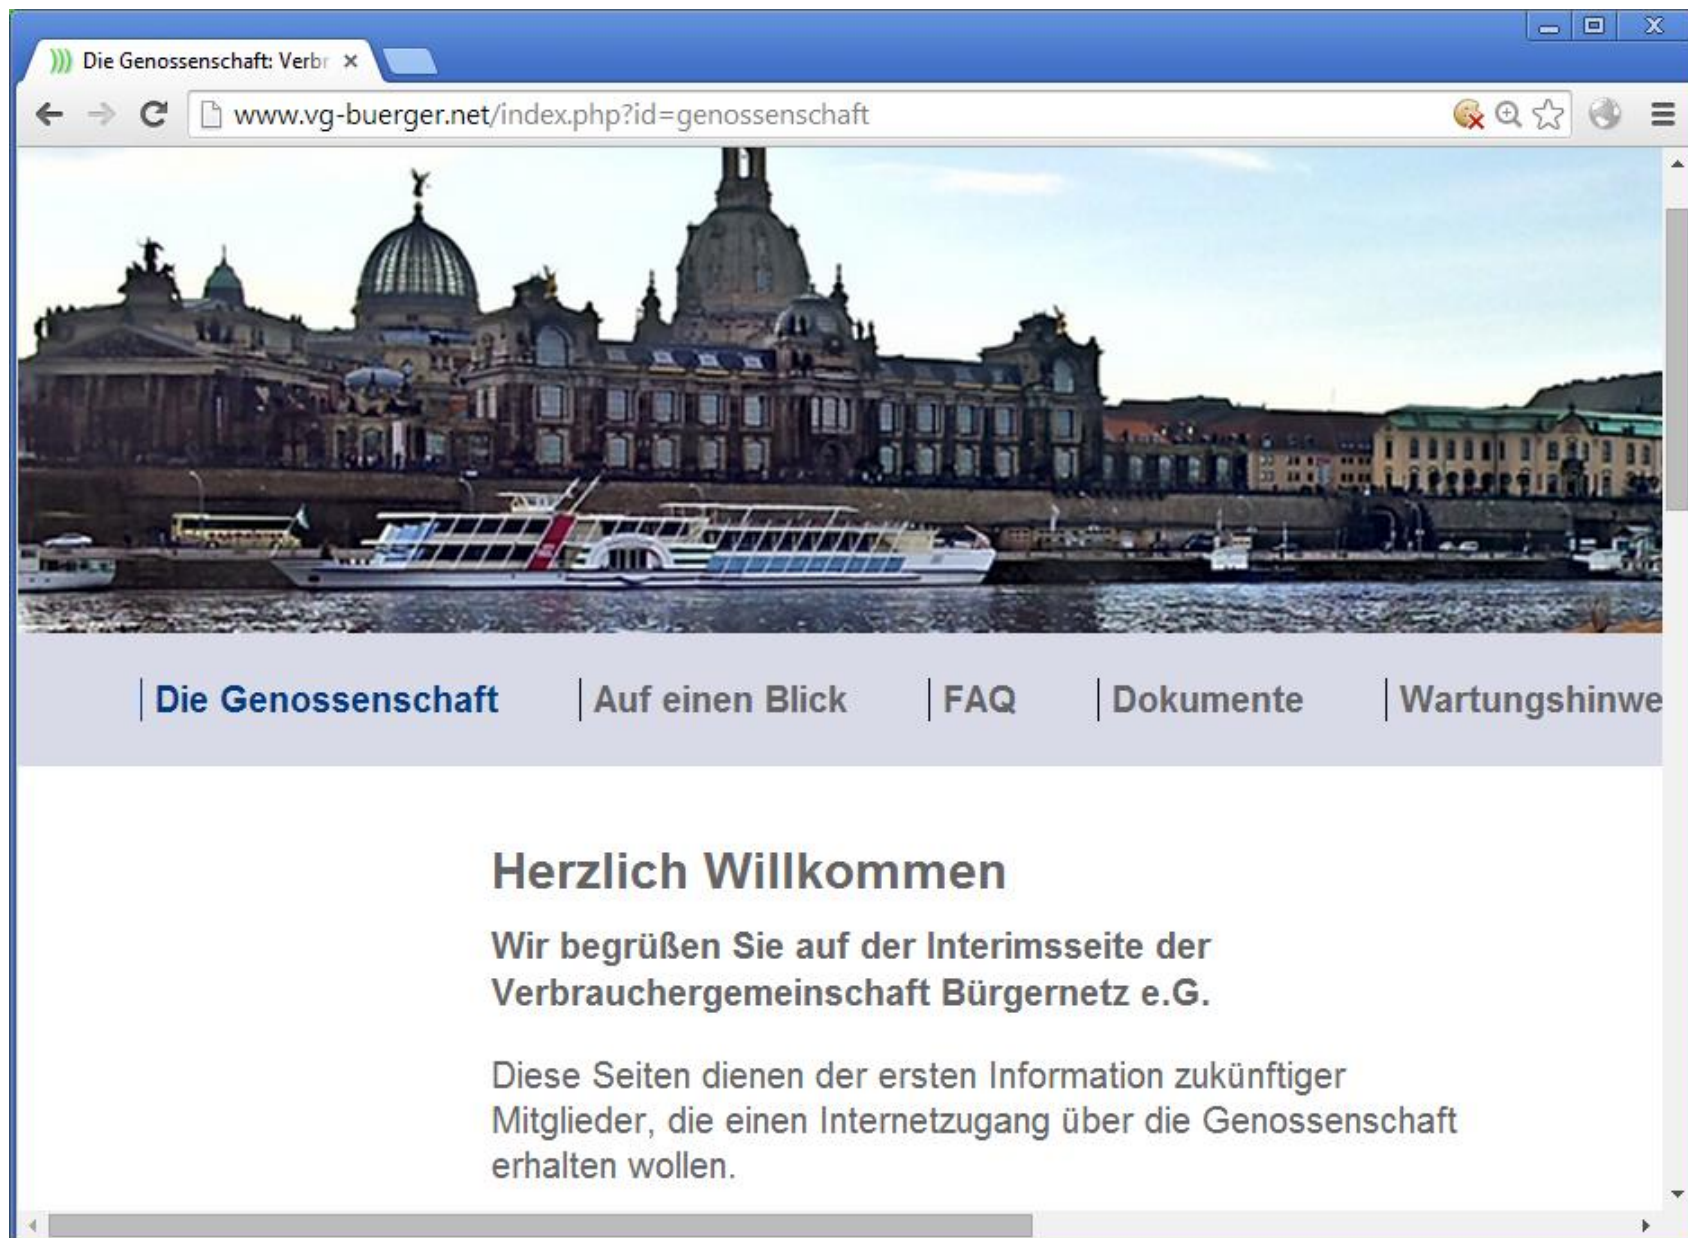 Die Genossenschaft: Verbr
www.vg-buerger.net/index.php?id=genossenschaft
Die Genossenschaft Auf einen Blick FAQ Dokumente Wartungshinwe
Herzlich Willkommen
Wir begrüßen Sie auf der Interimsseite der
Verbrauchergemeinschaft Bürgernetz e.G.
Diese Seiten dienen der ersten Information zukünftiger
Mitglieder, die einen Internetzugang über die Genossenschaft
erhalten wollen.